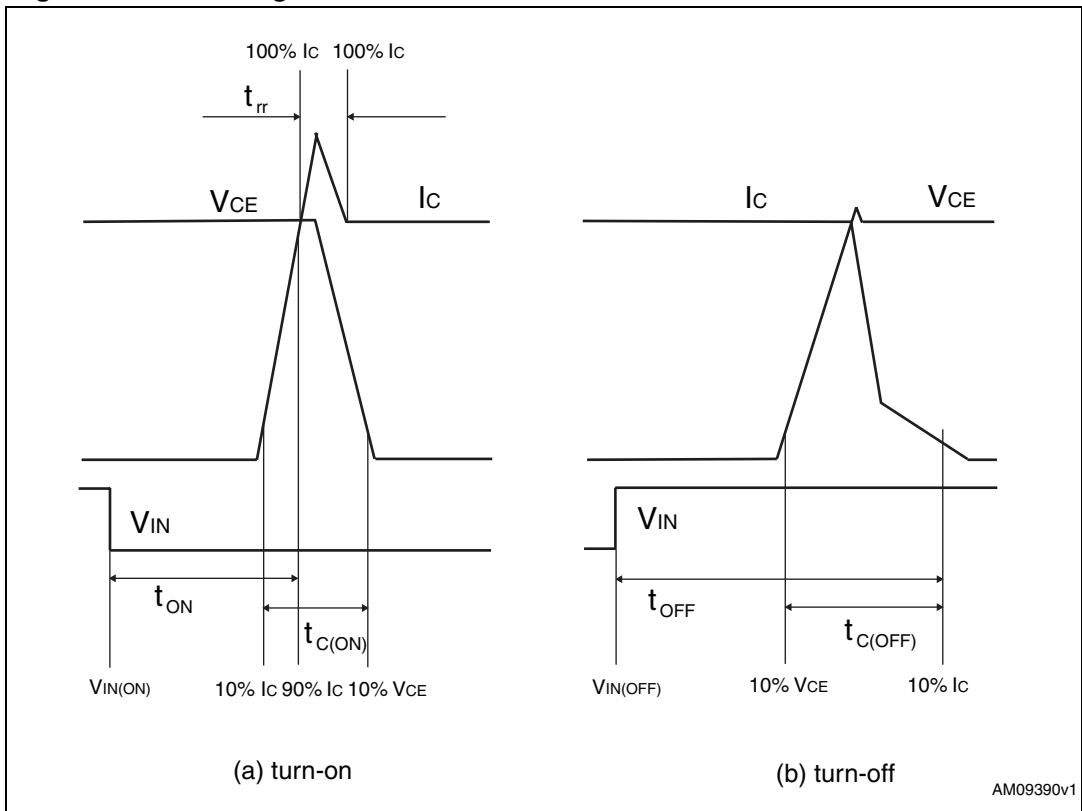 100% IC 100% IC
trr
VCE
IC
VIN
tON
tC(ON)
VIN(ON)
10% IC 90% IC 10% VCE
(a) turn-on
IC
VCE
VIN
tOFF
tC(OFF)
VIN(OFF)
10% VCE
10% IC
(b) turn-off
AM09390v1